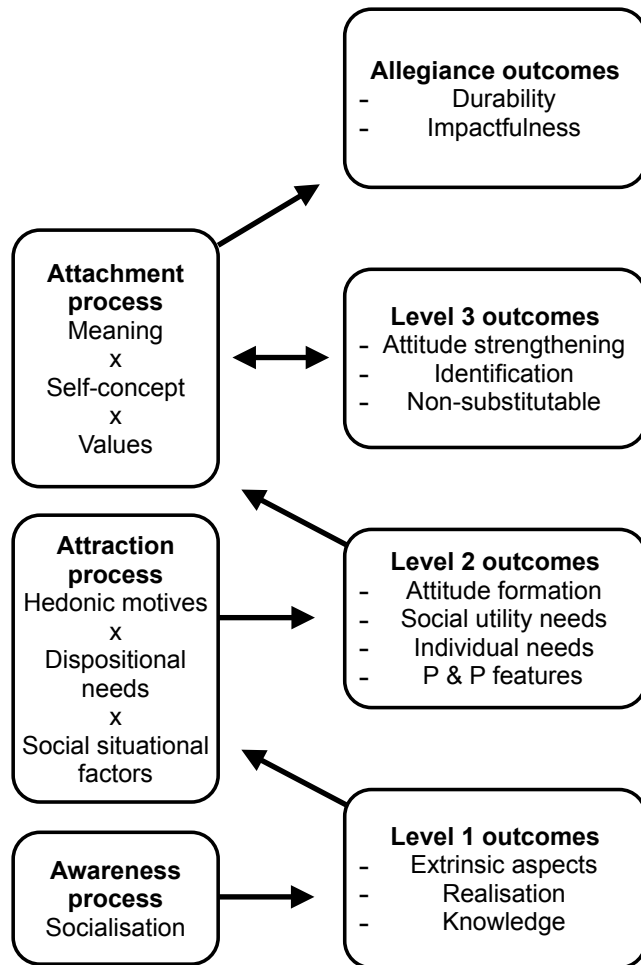 Allegiance outcomes
- Durability
- Impactfulness
Attachment
process
Meaning
x
Self-concept
x
Values
Level 3 outcomes
- Attitude strengthening
- Identification
- Non-substitutable
Attraction
process
Hedonic motives
x
Dispositional
needs
x
Social situational
factors
Level 2 outcomes
- Attitude formation
- Social utility needs
- Individual needs
- P & P features
Awareness
process
Socialisation
Level 1 outcomes
- Extrinsic aspects
- Realisation
- Knowledge